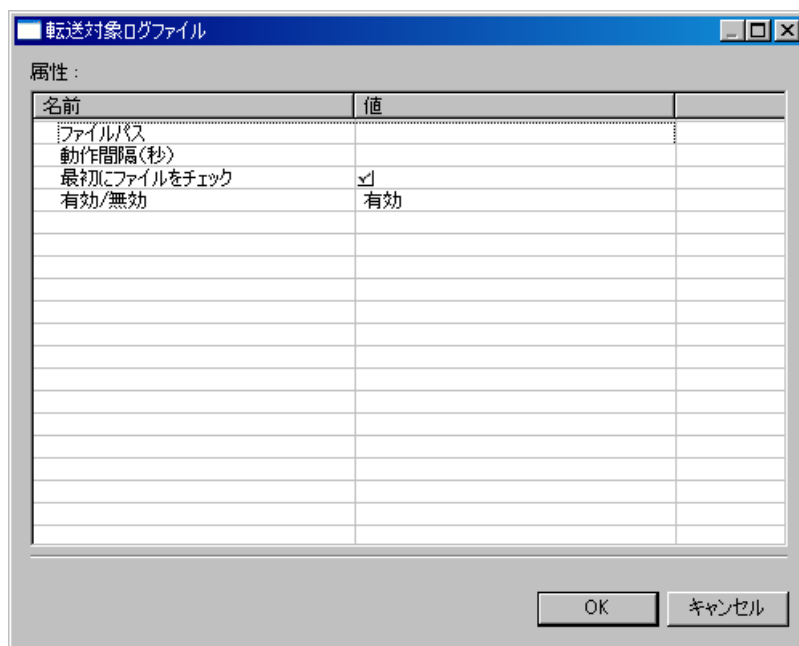 転送対象ログファイル
属性：
名前 値
ファイルパス
動作間隔(秒)
最初にファイルをチェック
有効/無効 有効
OK キャンセル